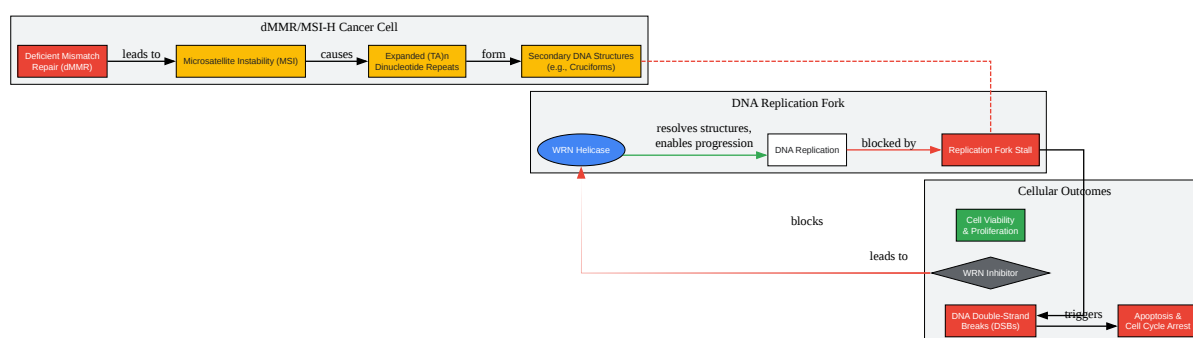 dMMR/MSI-H Cancer Cell
Deficient Mismatch
Repair (dMMR)
leads to
Microsatellite Instability (MSI)
causes
Expanded (TA)n
Dinucleotide Repeats
form
Secondary DNA Structures
(e.g., Cruciforms)
DNA Replication Fork
WRN Helicase
resolves structures,
enables progression
DNA Replication
blocked by
Replication Fork Stall
Cellular Outcomes
Cell Viability
& Proliferation
blocks
leads to
WRN Inhibitor
DNA Double-Strand
Breaks (DSBs)
triggers
Apoptosis &
Cell Cycle Arrest